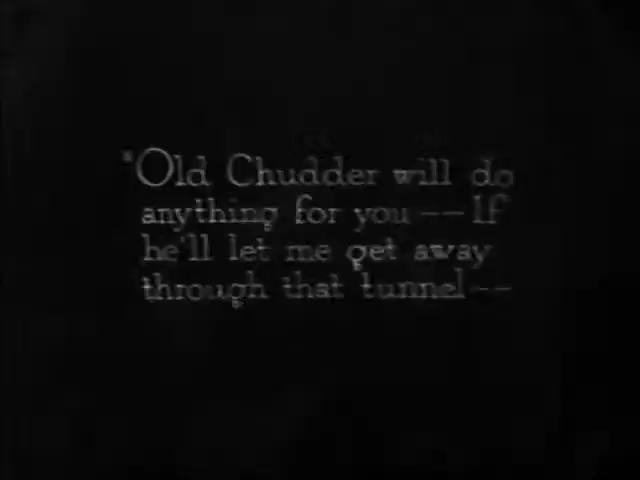 "Old Chudder will do
anything for you -- If
he'll let me get away
through that tunnel--